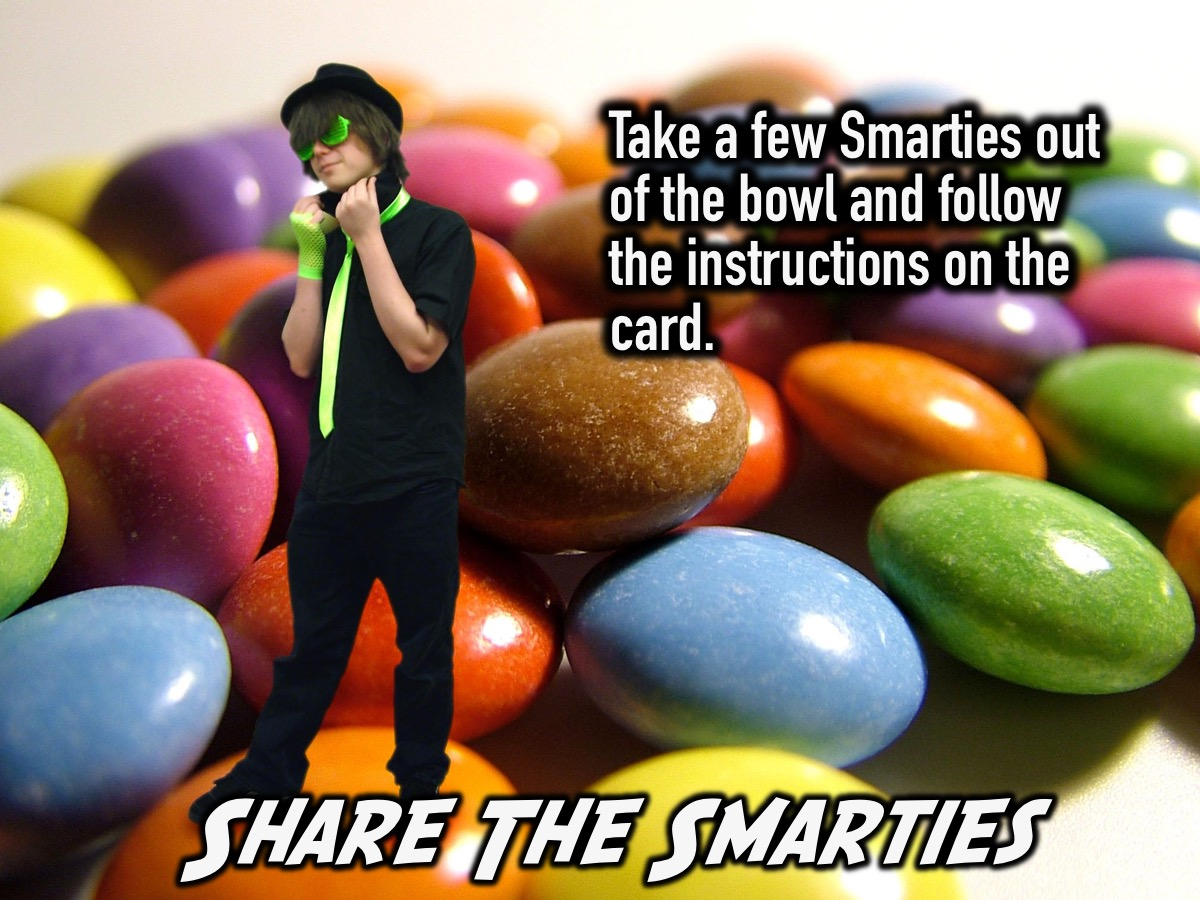 Take a few Smarties out
of the bowl and follow
the instructions on the
card.
Share The Smarties